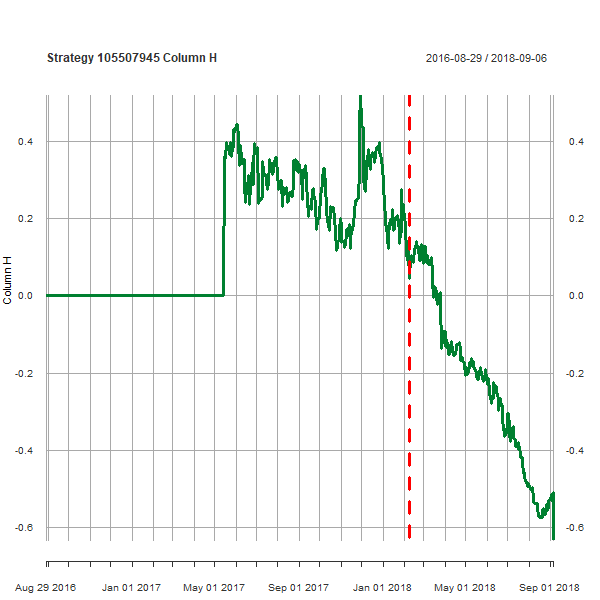 Strategy 105507945 Column H
2016-08-29 / 2018-09-06
0.4
0.4
0.2
0.2
0.0
0.0
-0.2
-0.2
-0.4
-0.4
-0.6
-0.6
Column H
Aug 29 2016
Jan 01 2017
May 01 2017
Sep 01 2017
Jan 01 2018
May 01 2018
Sep 01 2018